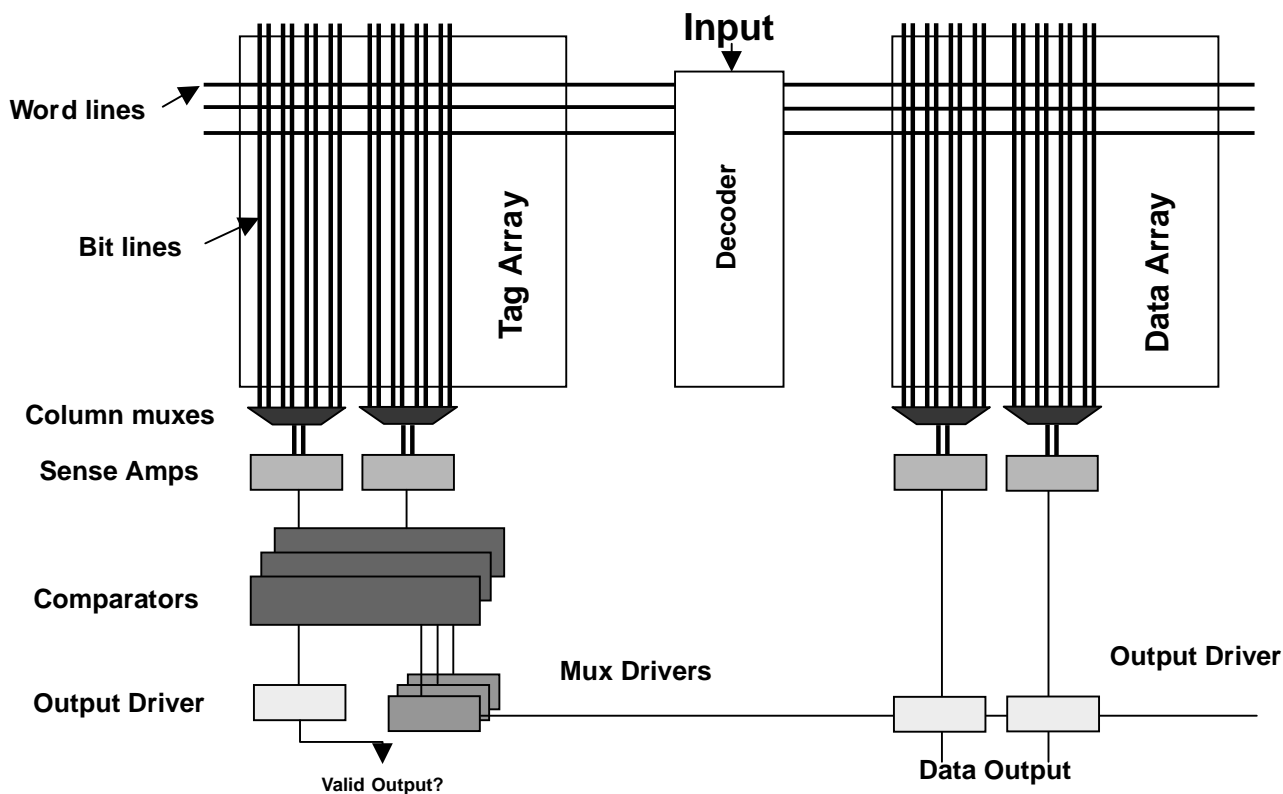 Input
Word lines
Bit lines
Tag Array
Decoder
Data Array
Column muxes
Sense Amps
Comparators
Mux Drivers
Output Driver
Output Driver
Valid Output?
Data Output